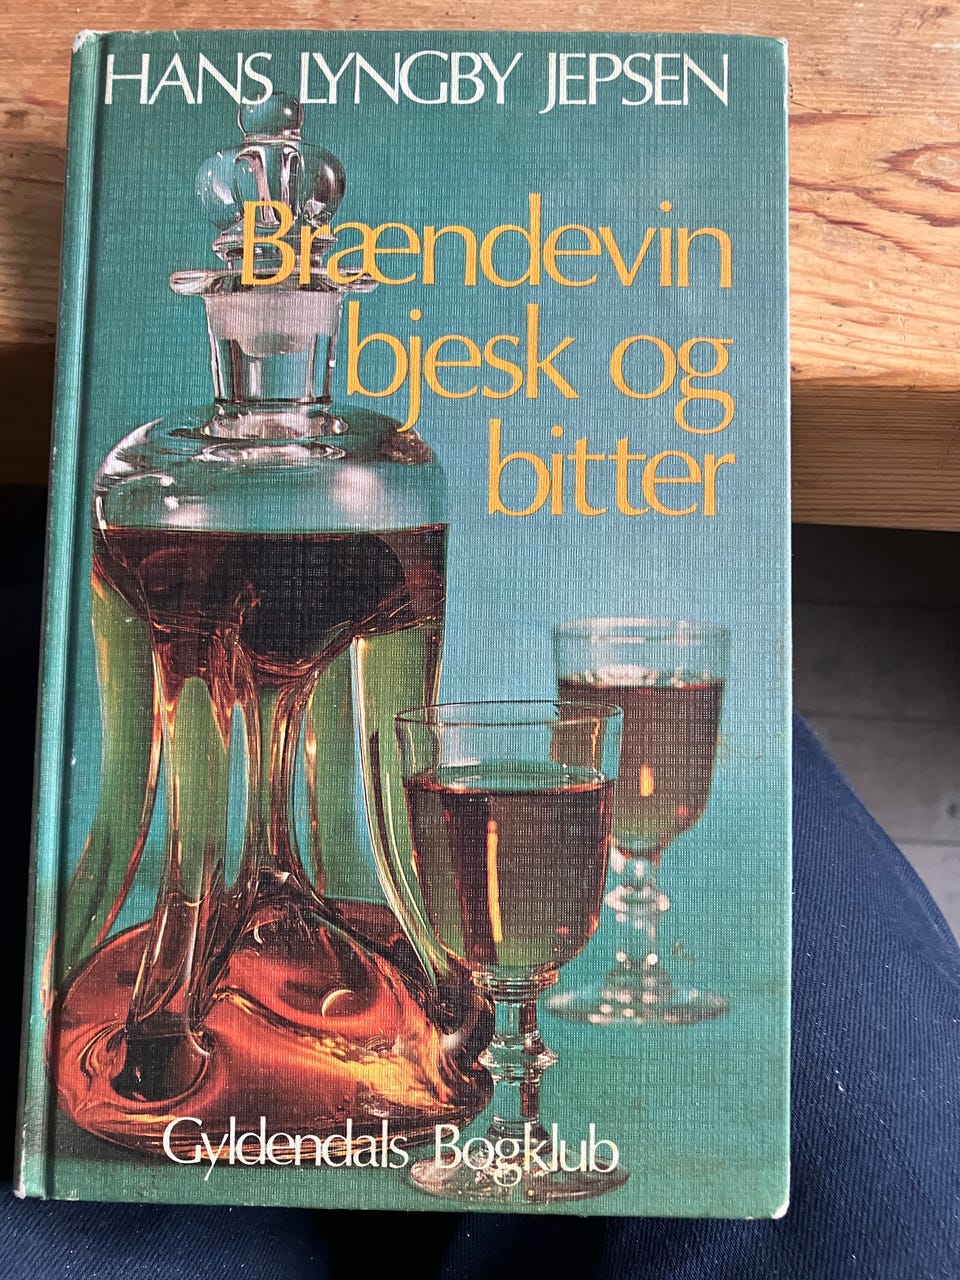 HANS LYNGBY JEPSEN
Brændevin
bjesk og
bitter
Gyldendals Bogklub